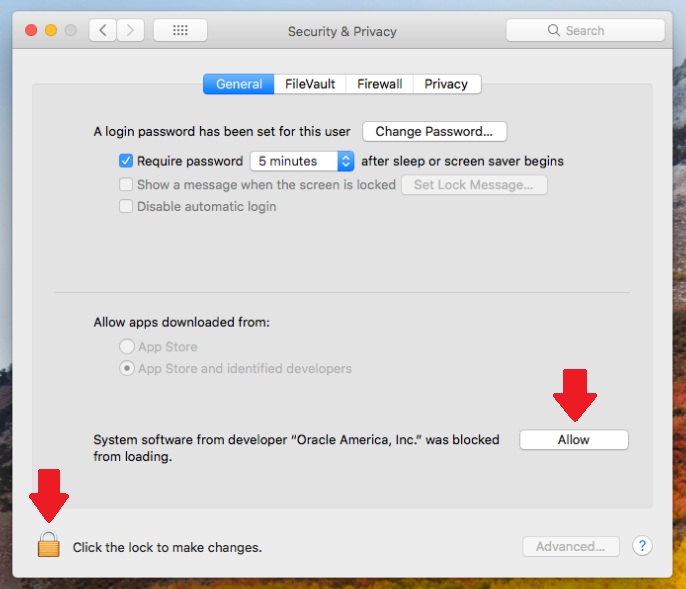 Security & Privacy
Search
General
FileVault
Firewall
Privacy
A login password has been set for this user
Change Password...
Require password
5 minutes
after sleep or screen saver begins
Show a message when the screen is locked
Set Lock Message...
Disable automatic login
Allow apps downloaded from:
App Store
App Store and identified developers
System software from developer “Oracle America, Inc.” was blocked
from loading.
Allow
Click the lock to make changes.
Advanced...
?